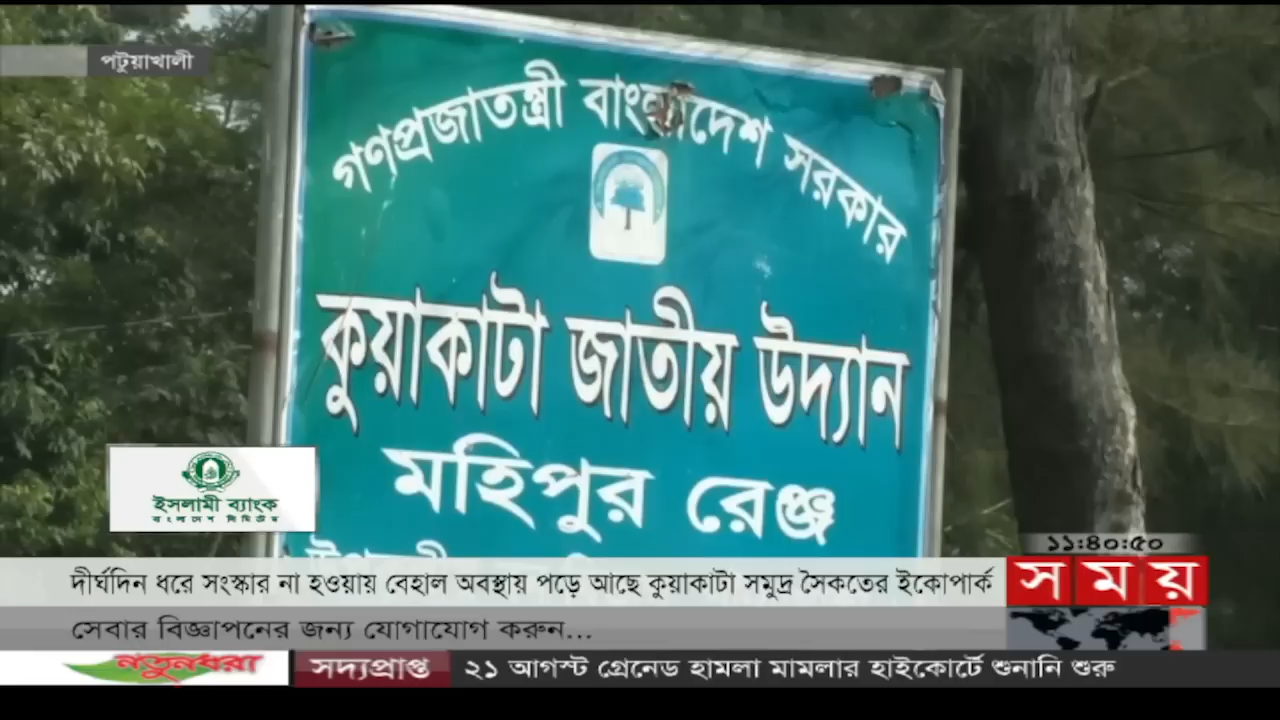 পটুয়াখালী
গণপ্রজাতন্ত্রী বাংলাদেশ সরকার
কুয়াকাটা জাতীয় উদ্যান
মহিপুর রেঞ্জ
ইসলামী ব্যাংক
বাংলাদেশ লিমিটেড
১১:৪০:৫০
দীর্ঘদিন ধরে সংস্কার না হওয়ায় বেহাল অবস্থায় পড়ে আছে কুয়াকাটা সমুদ্র সৈকতের ইকোপার্ক
সময়
সেবার বিজ্ঞাপনের জন্য যোগাযোগ করুন...
নতুনধরা
সদ্যপ্রাপ্ত
২১ আগস্ট গ্রেনেড হামলা মামলার হাইকোর্টে শুনানি শুরু